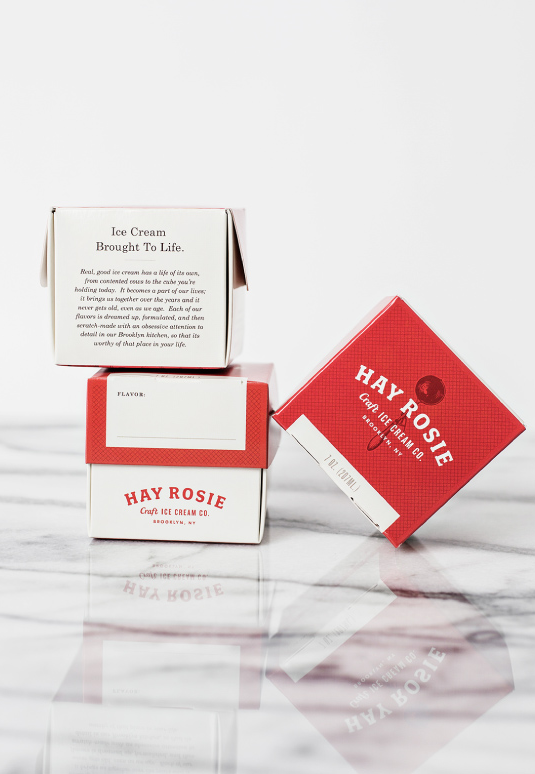 Ice Cream
Brought To Life.
Real, good ice cream has a life of its own,
from contented cows to the cube you're
holding today. It becomes a part of our lives;
it brings us together over the years and it
never gets old, even as we age. Each of our
flavors is dreamed up, formulated, and then
scratch-made with an obsessive attention to
detail in our Brooklyn kitchen, so that its
worthy of that place in your life.
FLAVOR:
HAY ROSIE
Craft ICE CREAM CO.
BROOKLYN, NY
HAY ROSIE
Craft ICE CREAM CO.
BROOKLYN, NY
7 OZ. (207ML)